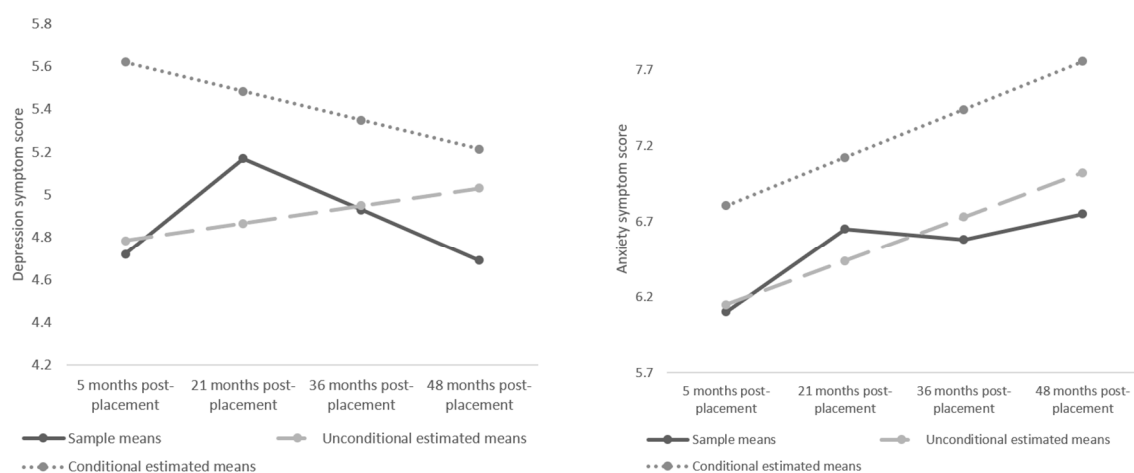 5.8
5.6
5.4
5.2
5
4.8
4.6
4.4
4.2
Depression symptom score
5 months post-
placement
21 months post-
placement
36 months post-
placement
48 months post-
placement
Sample means
Unconditional estimated means
Conditional estimated means
7.7
7.2
6.7
6.2
5.7
Anxiety symptom score
5 months post-
placement
21 months post-
placement
36 months post-
placement
48 months post-
placement
Sample means
Unconditional estimated means
Conditional estimated means